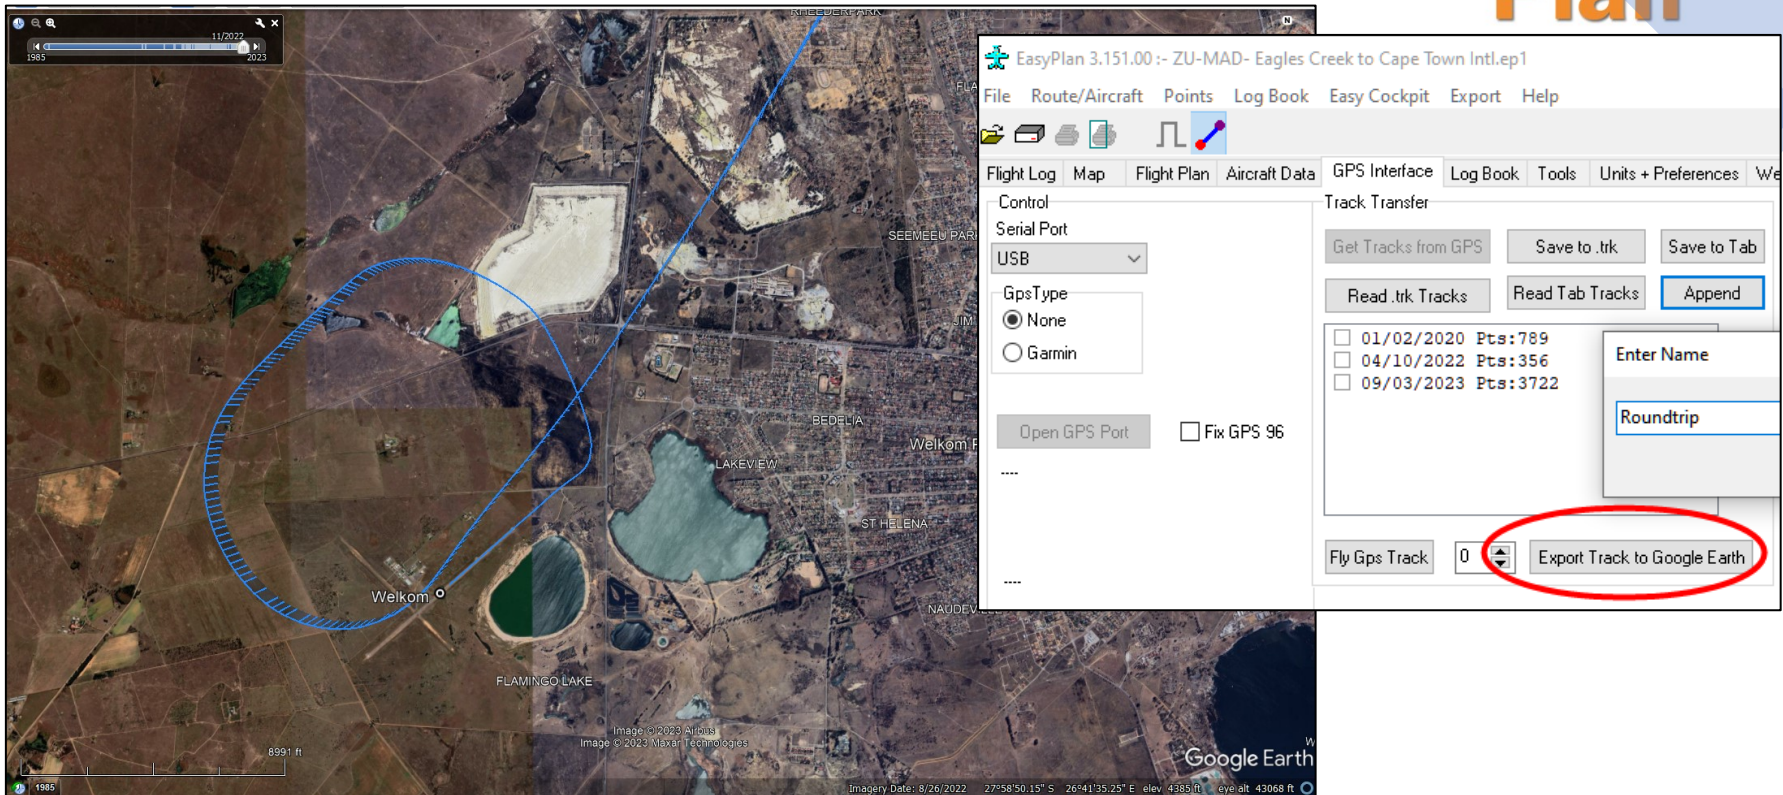 Plan
11/2022
1985
2023
RHEEDERPARK
N
FLA
SEEMEEU PAR
JIM
BEDELIA
Welkom
LAKEVIEW
ST HELENA
Welkom
NAUDEV
FLAMINGO LAKE
Image © 2023 Airbus
Image © 2023 Maxar Technologies
8991 ft
Google Earth
1985
Imagery Date: 8/26/2022 27°58'50.15" S 26°41'35.25" E elev 4385 ft eye alt 43068 ft
EasyPlan 3.151.00 :- ZU-MAD- Eagles Creek to Cape Town Intl.ep1
File Route/Aircraft Points Log Book Easy Cockpit Export Help
Flight Log Map Flight Plan Aircraft Data GPS Interface Log Book Tools Units + Preferences We
Control
Serial Port
USB
GpsType
None
Garmin
Open GPS Port
Fix GPS 96
----
----
Track Transfer
Get Tracks from GPS Save to .trk Save to Tab
Read .trk Tracks Read Tab Tracks Append
01/02/2020 Pts:789
04/10/2022 Pts:356
09/03/2023 Pts:3722
Enter Name
Roundtrip
Fly Gps Track 0 Export Track to Google Earth